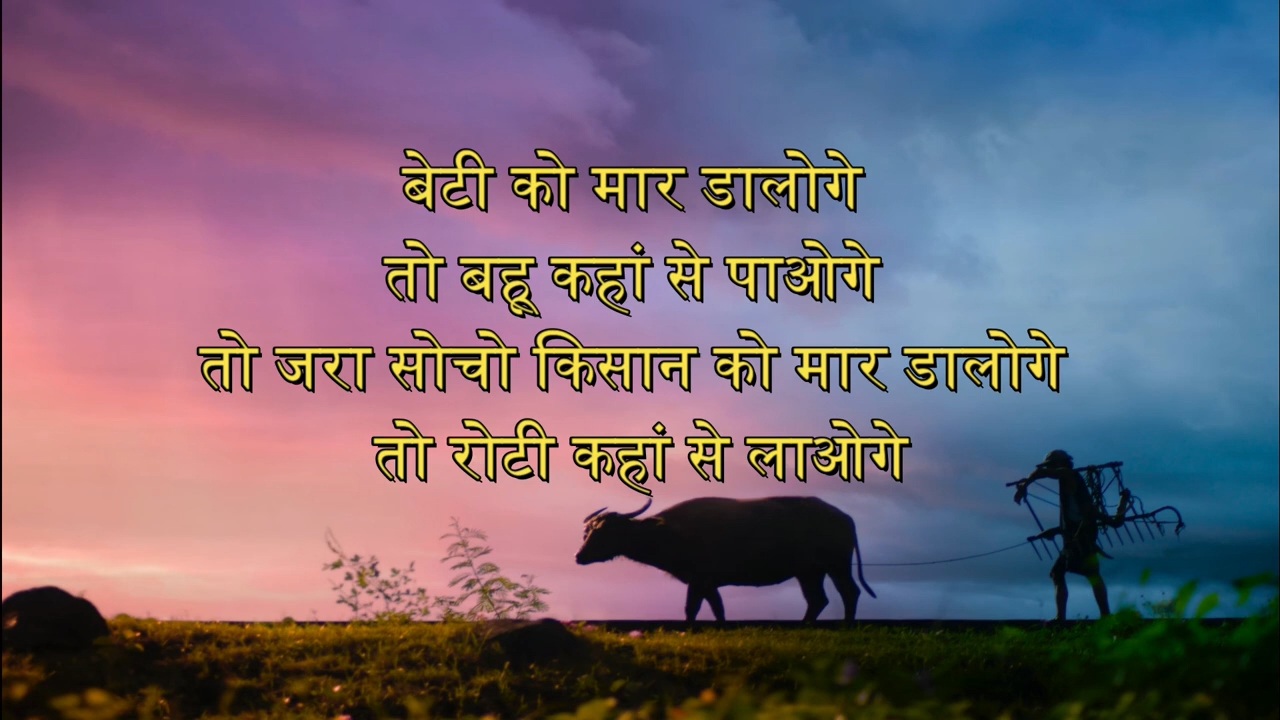 बेटी को मार डालोगे
तो बहू कहां से पाओगे
तो जरा सोचो किसान को मार डालोगे
तो रोटी कहां से लाओगे